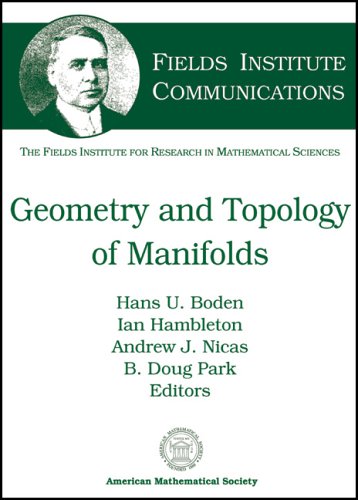 FIELDS INSTITUTE
COMMUNICATIONS
THE FIELDS INSTITUTE FOR RESEARCH IN MATHEMATICAL SCIENCES
Geometry and Topology
of Manifolds
Hans U. Boden
Ian Hambleton
Andrew J. Nicas
B. Doug Park
Editors
American Mathematical Society